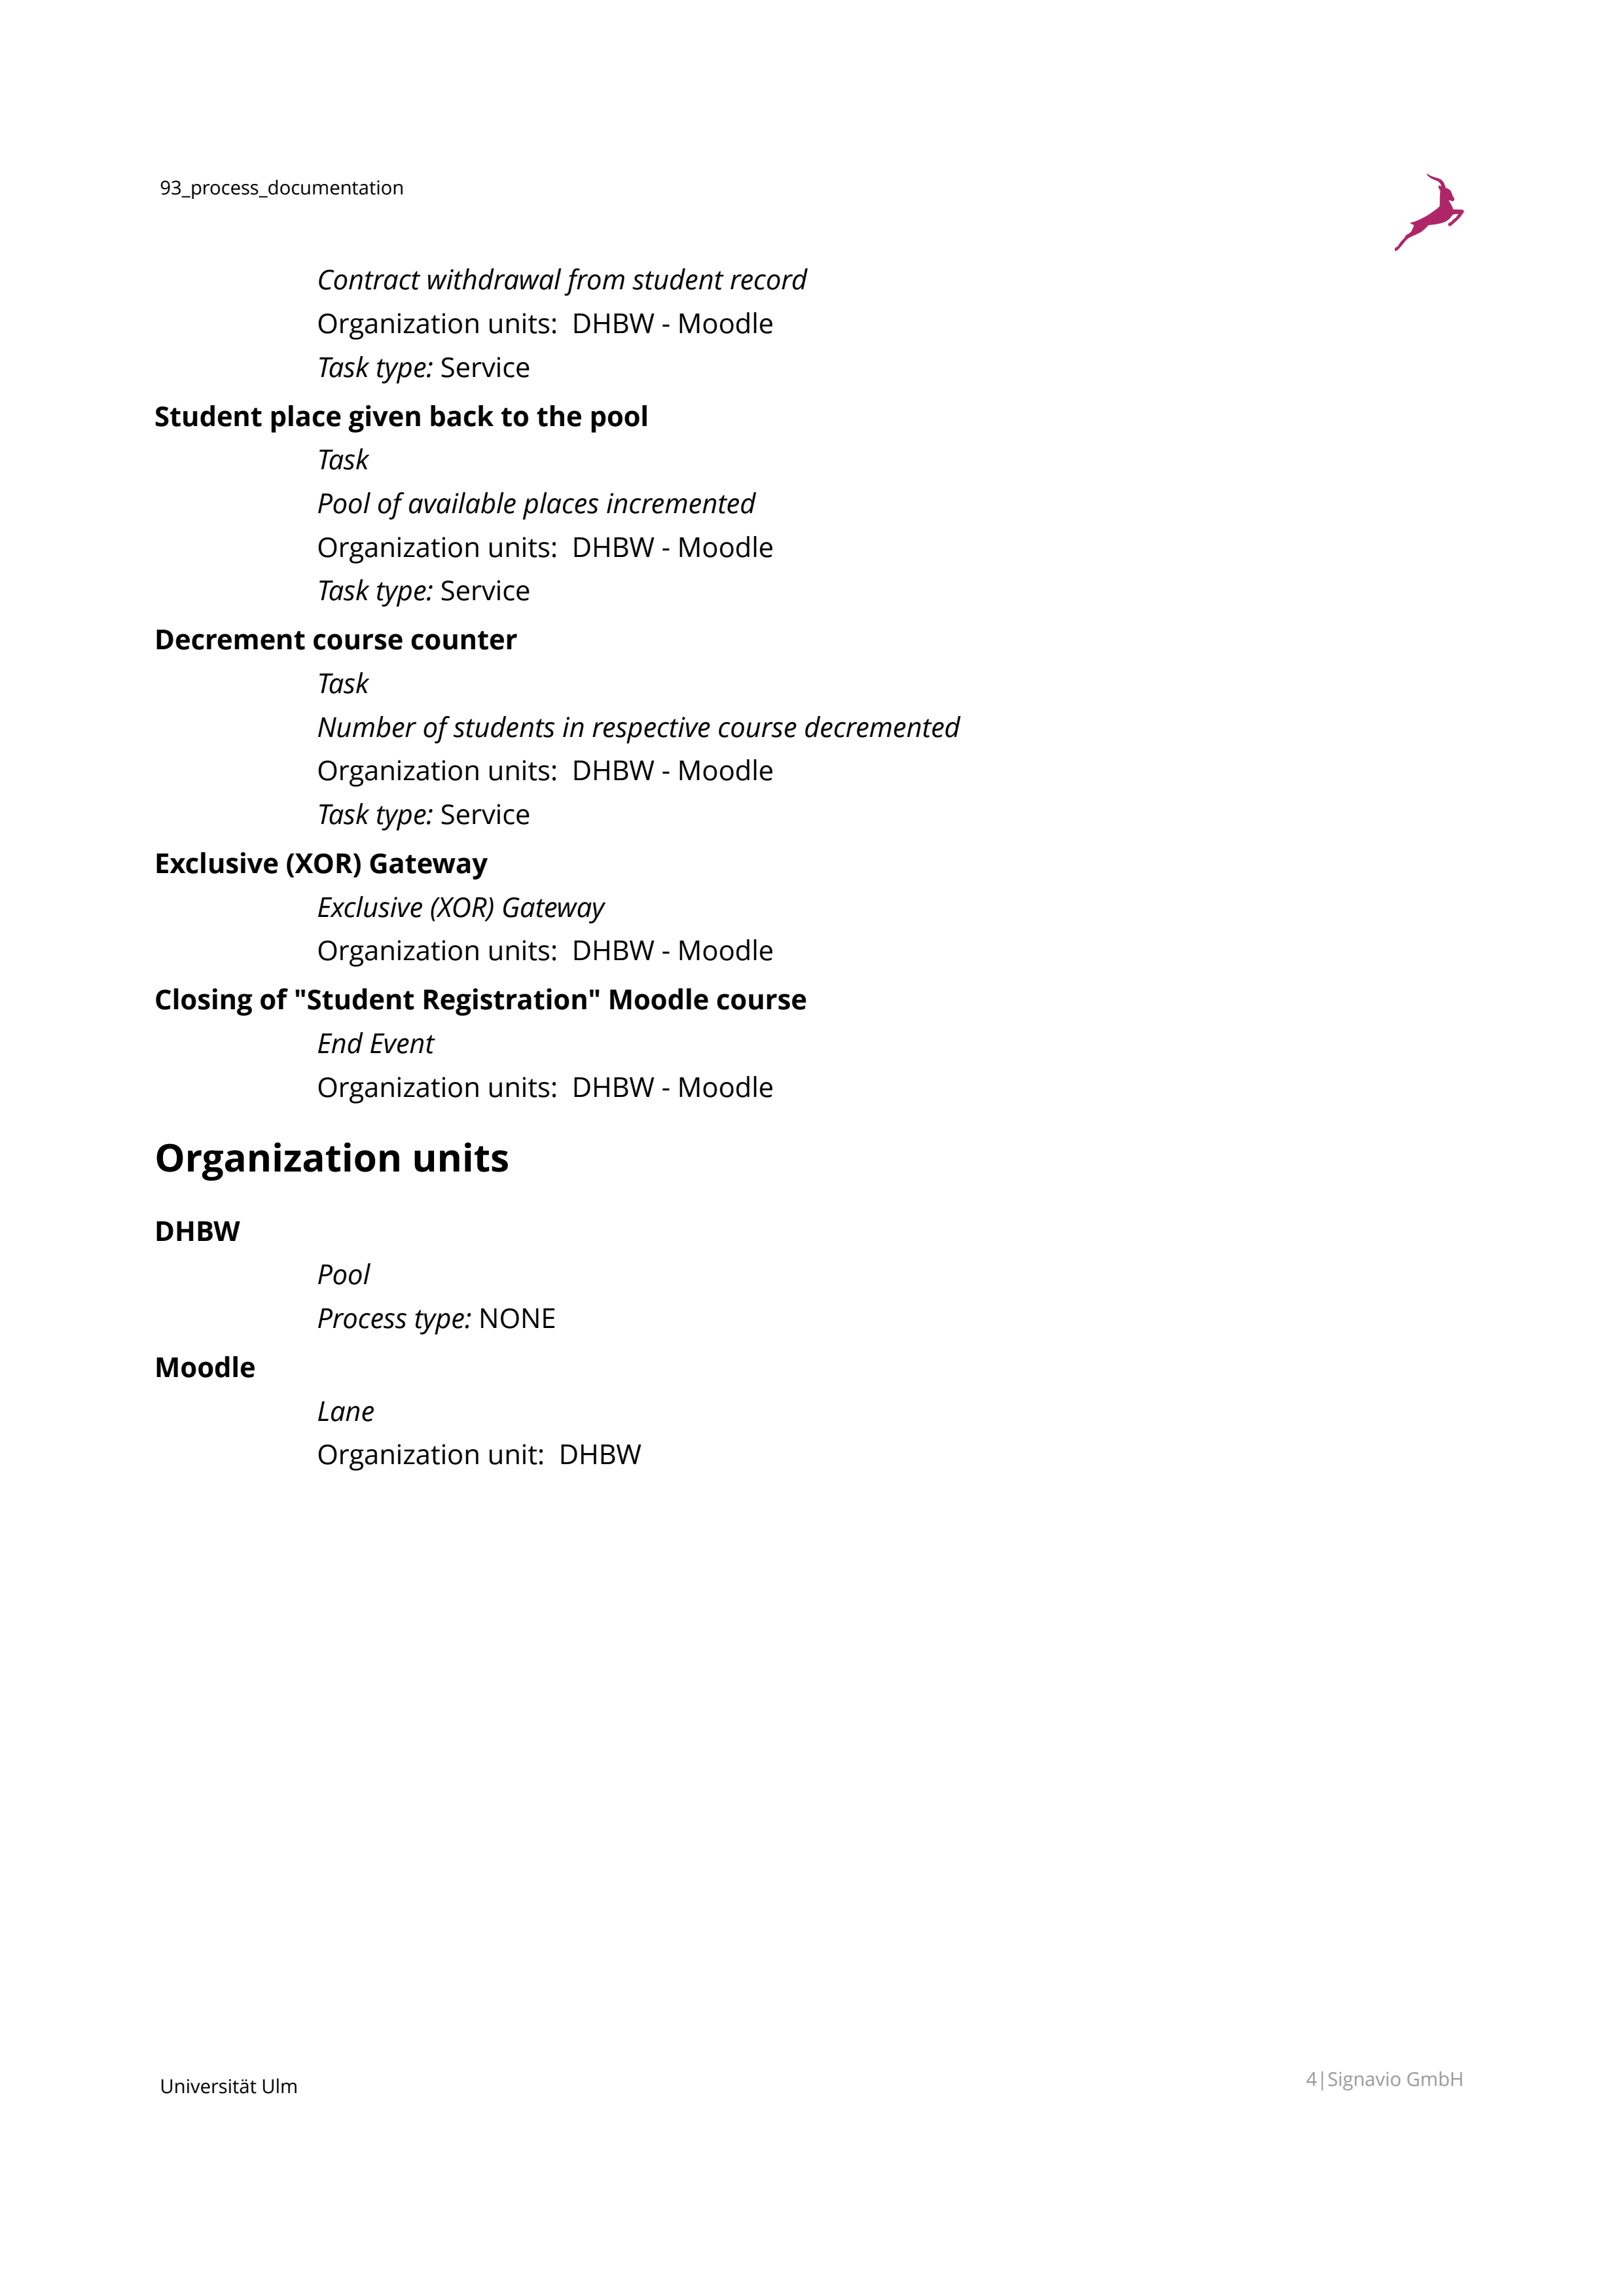 93_process_documentation
Contract withdrawal from student record
Organization units:  DHBW - Moodle
Task type: Service
Student place given back to the pool
Task
Pool of available places incremented
Organization units:  DHBW - Moodle
Task type: Service
Decrement course counter
Task
Number of students in respective course decremented
Organization units:  DHBW - Moodle
Task type: Service
Exclusive (XOR) Gateway
Exclusive (XOR) Gateway
Organization units:  DHBW - Moodle
Closing of "Student Registration" Moodle course
End Event
Organization units:  DHBW - Moodle
Organization units
DHBW
Pool
Process type: NONE
Moodle
Lane
Organization unit:  DHBW
Universität Ulm
4|Signavio GmbH